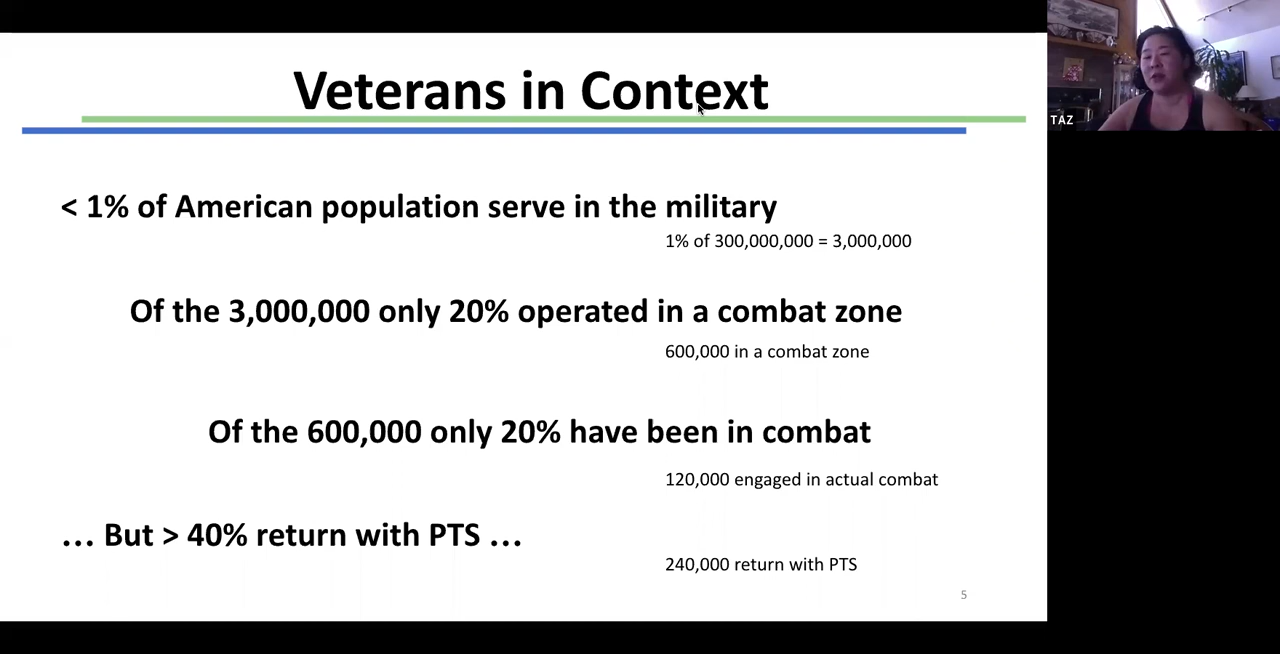 Veterans in Context
TAZ
< 1% of American population serve in the military
1% of 300,000,000 = 3,000,000
Of the 3,000,000 only 20% operated in a combat zone
600,000 in a combat zone
Of the 600,000 only 20% have been in combat
120,000 engaged in actual combat
... But > 40% return with PTS ...
240,000 return with PTS
5